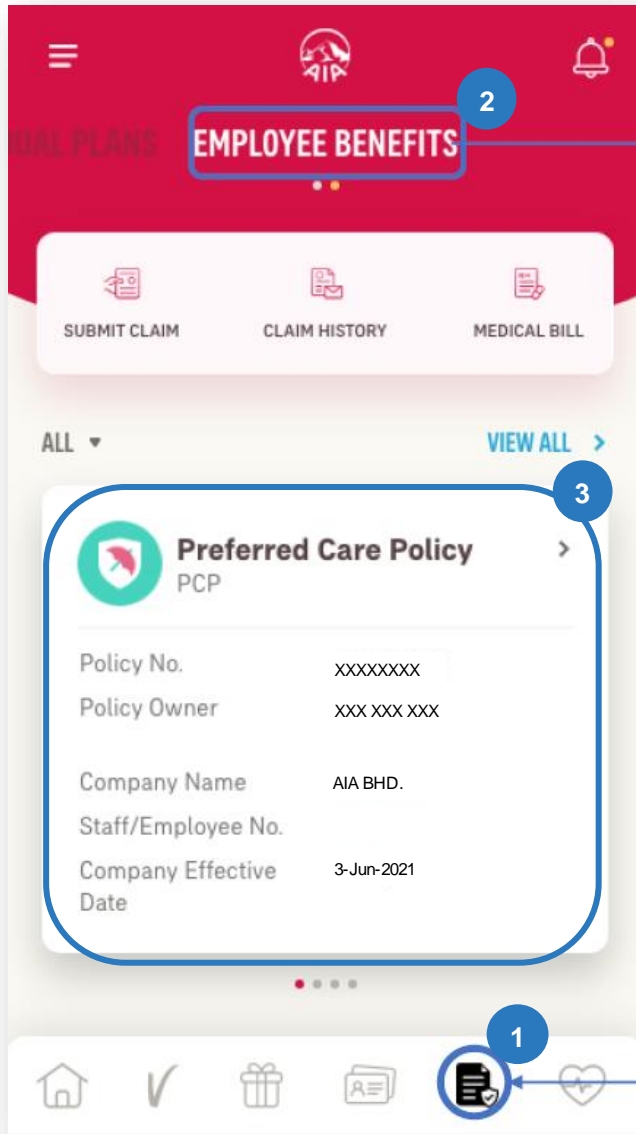 AIA
2
EMPLOYEE BENEFITS
SUBMIT CLAIM
CLAIM HISTORY
MEDICAL BILL
ALL
VIEW ALL
3
Preferred Care Policy
PCP
Policy No. XXXXXXXX
Policy Owner XXX XXX XXX
Company Name AIA BHD.
Staff/Employee No.
Company Effective 3-Jun-2021
Date
1